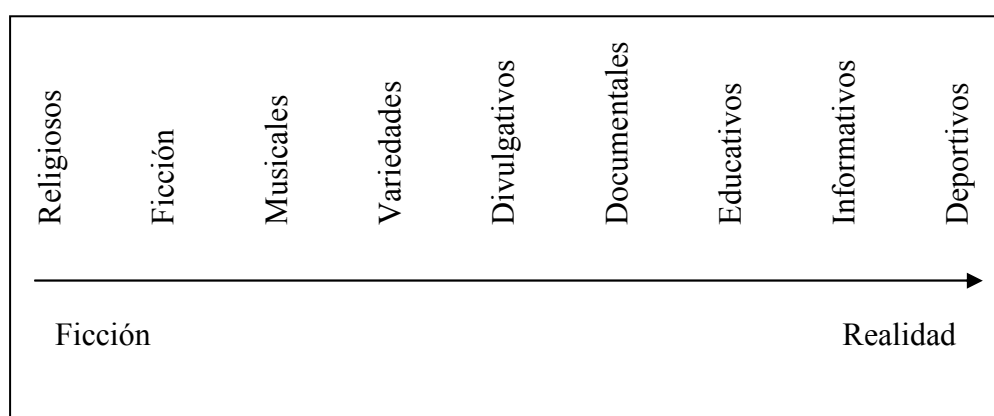 Religiosos
Ficción
Musicales
Variedades
Divulgativos
Documentales
Educativos
Informativos
Deportivos
Ficción
Realidad